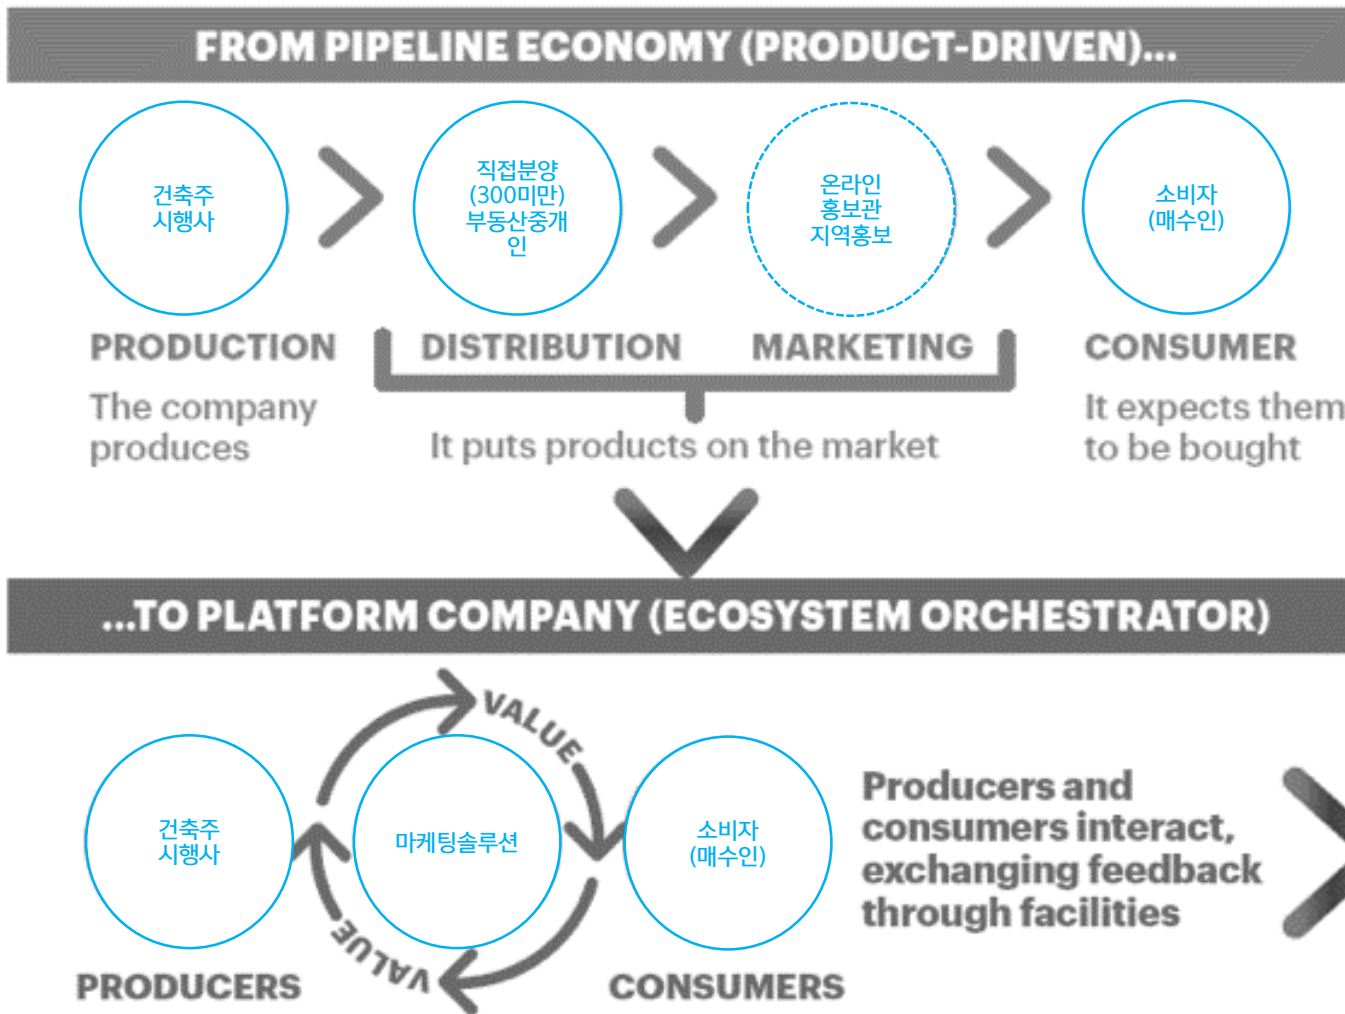 FROM PIPELINE ECONOMY (PRODUCT-DRIVEN)...
건축주
시행사
직접분양
(300미만)
부동산중개
인
온라인
홍보관
지역홍보
소비자
(매수인)
PRODUCTION
DISTRIBUTION
MARKETING
CONSUMER
The company
produces
It puts products on the market
It expects them
to be bought
...TO PLATFORM COMPANY (ECOSYSTEM ORCHESTRATOR)
VALUE
건축주
시행사
마케팅솔루션
소비자
(매수인)
VALUE
PRODUCERS
CONSUMERS
Producers and
consumers interact,
exchanging feedback
through facilities